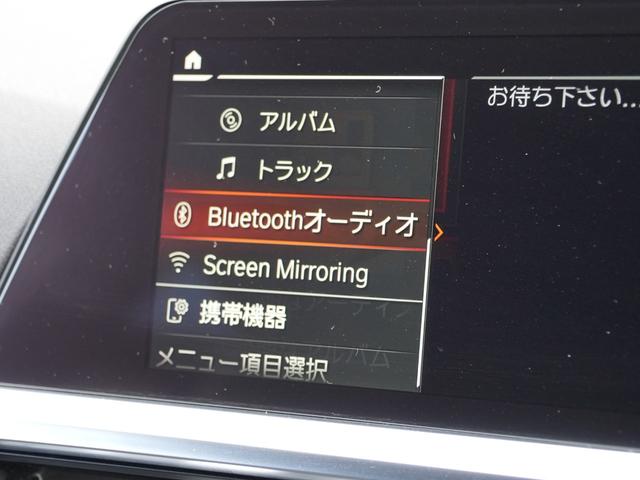 お待ち下さい...
アルバム
トラック
Bluetoothオーディオ
Screen Mirroring
携帯機器
メニュー項目選択